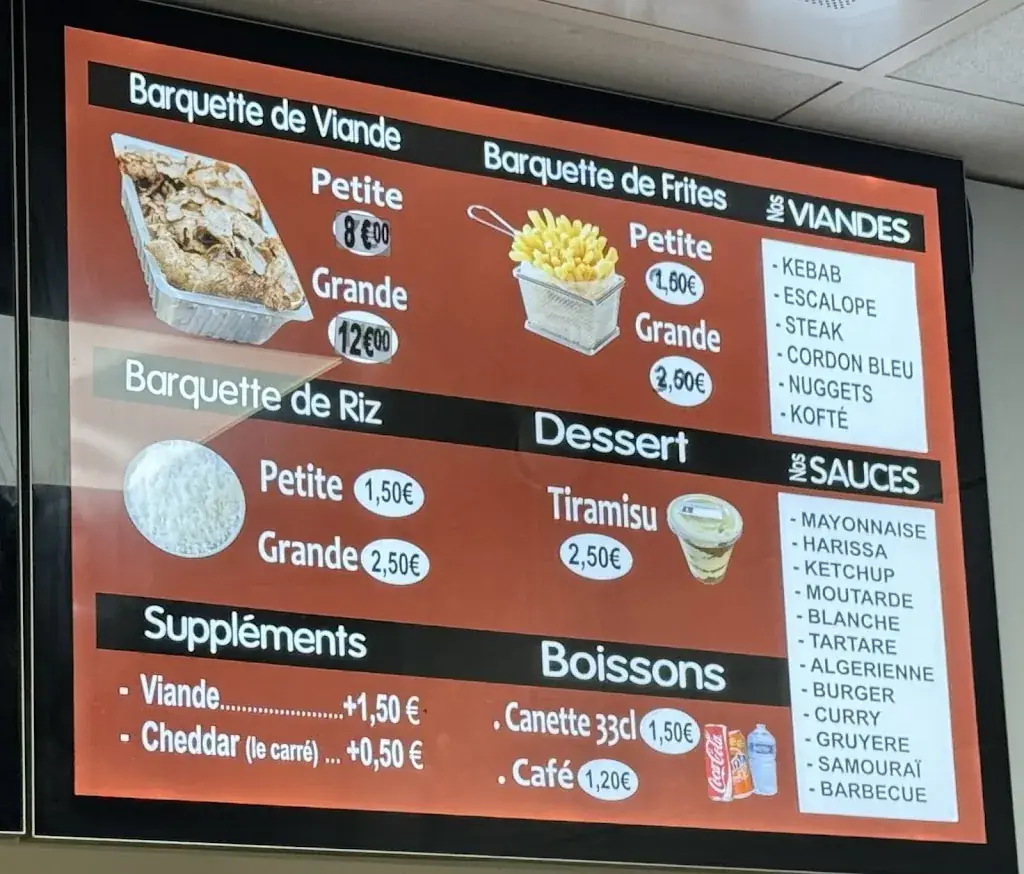 Barquette de Viande
Petite
8€00
Grande
12€00
Barquette de Frites
Petite
1,60€
Grande
2,60€
Nos VIANDES
- KEBAB
- ESCALOPE
- STEAK
- CORDON BLEU
- NUGGETS
- KOFTÉ
Barquette de Riz
Petite 1,50€
Grande 2,50€
Dessert
Tiramisu
2,50€
Nos SAUCES
- MAYONNAISE
- HARISSA
- KETCHUP
- MOUTARDE
- BLANCHE
- TARTARE
- ALGERIENNE
- BURGER
- CURRY
- GRUYERE
- SAMOURAÏ
- BARBECUE
Suppléments
- Viande......................+1,50 €
- Cheddar (le carré) ... +0,50 €
Boissons
. Canette 33cl 1,50€
. Café 1,20€
Coca-Cola